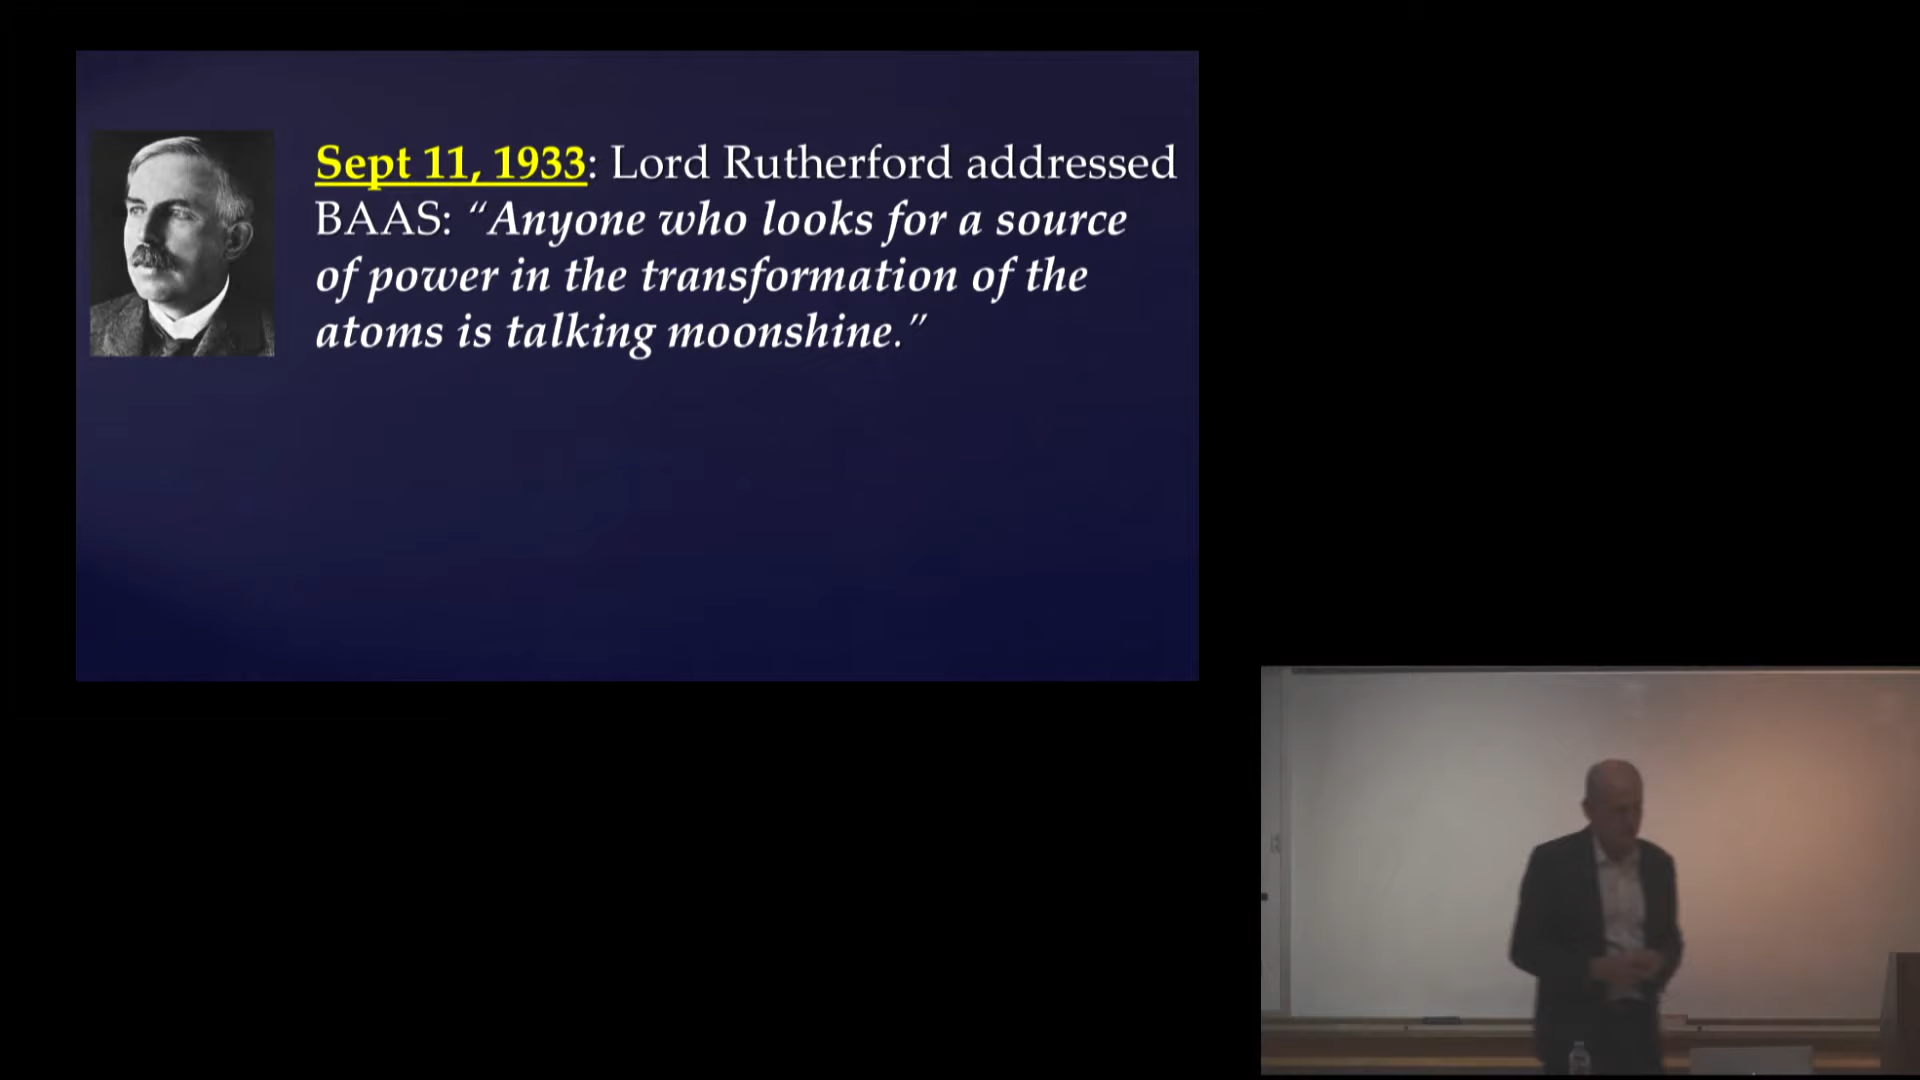 Sept 11, 1933: Lord Rutherford addressed
BAAS: “Anyone who looks for a source
of power in the transformation of the
atoms is talking moonshine.”